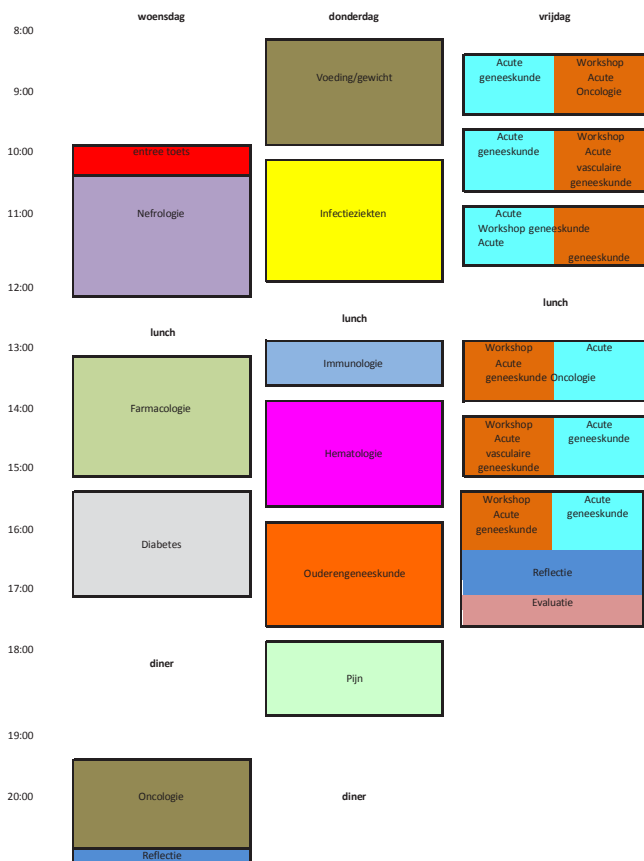 woensdag donderdag vrijdag
8:00
Acute Workshop
geneeskunde Acute
Voeding/gewicht
9:00 Oncologie
Acute Workshop
10:00 entree toets geneeskunde Acute
vasculaire
geneeskunde
11:00 Nefrologie Infectieziekten Acute
Workshop geneeskunde
Acute
geneeskunde
12:00
lunch
lunch
lunch
13:00 Workshop Acute
Immunologie Acute
geneeskunde Oncologie
14:00 Farmacologie
Workshop Acute
Acute geneeskunde
Hematologie vasculaire
15:00 geneeskunde
Workshop Acute
Acute geneeskunde
16:00 geneeskunde
Diabetes
Ouderengeneeskunde Reflectie
17:00
Evaluatie
18:00
diner
Pijn
19:00
20:00 Oncologie diner
Reflectie